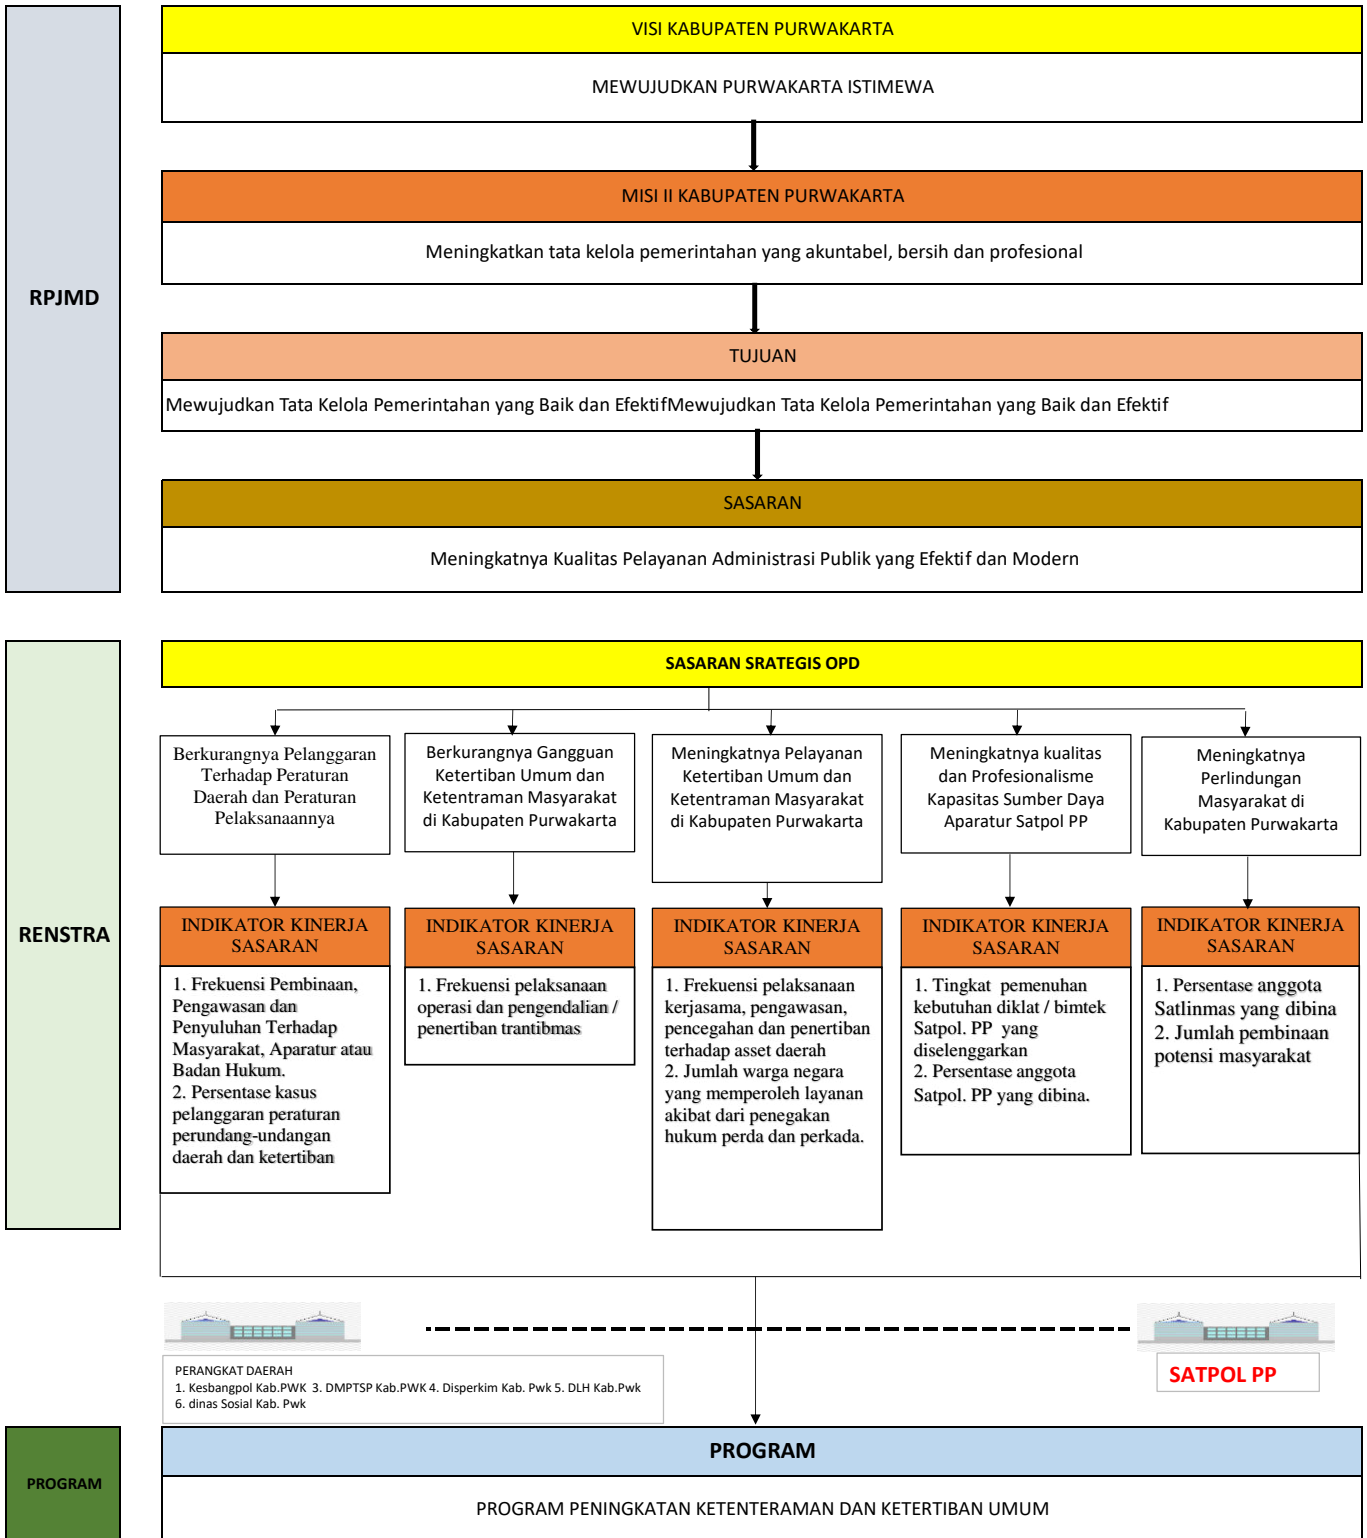 VISI KABUPATEN PURWAKARTA
MEWUJUDKAN PURWAKARTA ISTIMEWA
MISI II KABUPATEN PURWAKARTA
Meningkatkan tata kelola pemerintahan yang akuntabel, bersih dan profesional
RPJMD
TUJUAN
Mewujudkan Tata Kelola Pemerintahan yang Baik dan EfektifMewujudkan Tata Kelola Pemerintahan yang Baik dan Efektif
SASARAN
Meningkatnya Kualitas Pelayanan Administrasi Publik yang Efektif dan Modern
RENSTRA
SASARAN SRATEGIS OPD
Berkurangnya Pelanggaran
Terhadap Peraturan
Daerah dan Peraturan
Pelaksanaannya
Berkurangnya Gangguan
Ketertiban Umum dan
Ketentraman Masyarakat
di Kabupaten Purwakarta
Meningkatnya Pelayanan
Ketertiban Umum dan
Ketentraman Masyarakat
di Kabupaten Purwakarta
Meningkatnya kualitas
dan Profesionalisme
Kapasitas Sumber Daya
Aparatur Satpol PP
Meningkatnya
Perlindungan
Masyarakat di
Kabupaten Purwakarta
INDIKATOR KINERJA
SASARAN
1. Frekuensi Pembinaan,
Pengawasan dan
Penyuluhan Terhadap
Masyarakat, Aparatur atau
Badan Hukum.
2. Persentase kasus
pelanggaran peraturan
perundang-undangan
daerah dan ketertiban
INDIKATOR KINERJA
SASARAN
1. Frekuensi pelaksanaan
operasi dan pengendalian /
penertiban trantibmas
INDIKATOR KINERJA
SASARAN
1. Frekuensi pelaksanaan
kerjasama, pengawasan,
pencegahan dan penertiban
terhadap asset daerah
2. Jumlah warga negara
yang memperoleh layanan
akibat dari penegakan
hukum perda dan perkada.
INDIKATOR KINERJA
SASARAN
1. Tingkat pemenuhan
kebutuhan diklat / bimtek
Satpol. PP yang
diselenggarkan
2. Persentase anggota
Satpol. PP yang dibina.
INDIKATOR KINERJA
SASARAN
1. Persentase anggota
Satlinmas yang dibina
2. Jumlah pembinaan
potensi masyarakat
PERANGKAT DAERAH
1. Kesbangpol Kab.PWK 3. DMPTSP Kab.PWK 4. Disperkim Kab. Pwk 5. DLH Kab.Pwk
6. dinas Sosial Kab. Pwk
SATPOL PP
PROGRAM
PROGRAM
PROGRAM PENINGKATAN KETENTERAMAN DAN KETERTIBAN UMUM